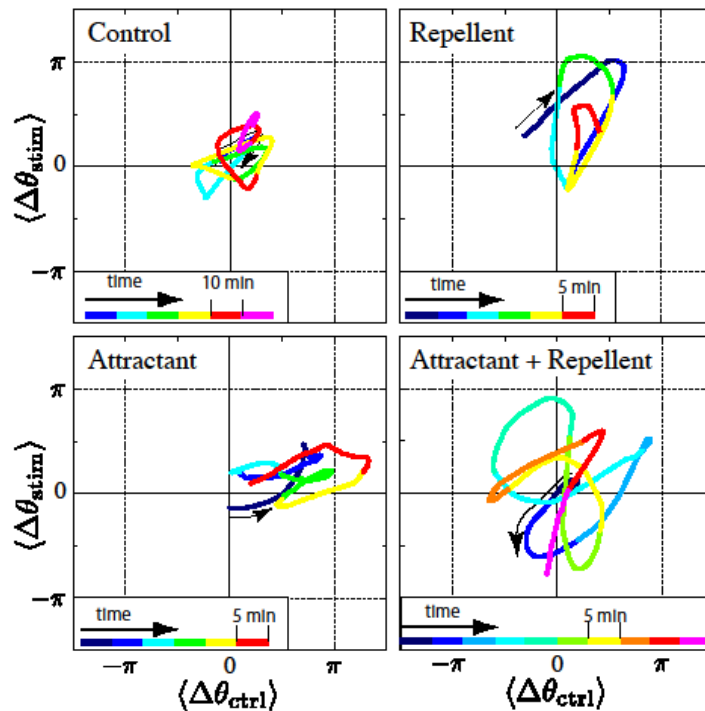 Control
π
0
−π
⟨Δθstim⟩
time
10 min
Repellent
time
5 min
Attractant
π
0
−π
⟨Δθstim⟩
time
5 min
−π
0
π
⟨Δθctrl⟩
Attractant + Repellent
time
5 min
0
π
⟨Δθctrl⟩